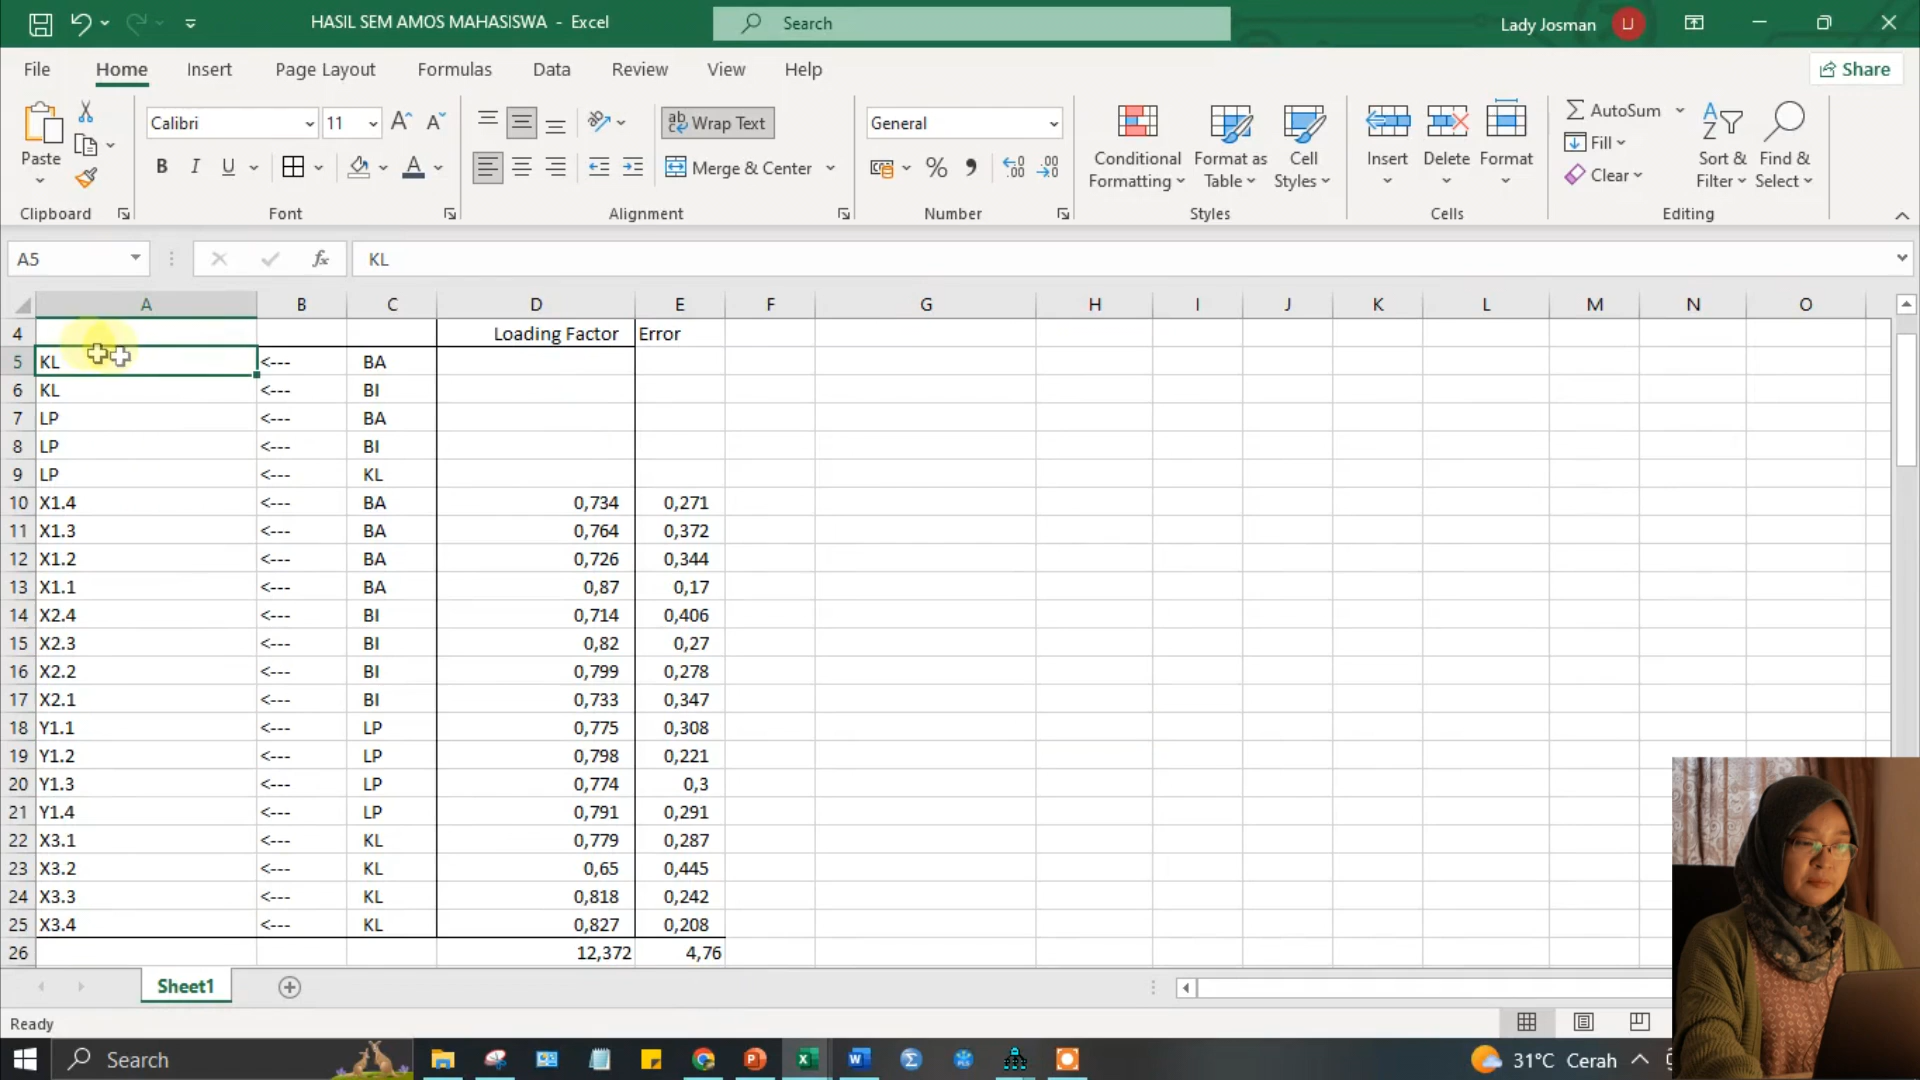 HASIL SEM AMOS MAHASISWA - Excel
Search
Lady Josman
LJ
File Home Insert Page Layout Formulas Data Review View Help
Share
Paste
Clipboard
Calibri 11
B I U
Font
Wrap Text
Merge & Center
Alignment
General
Number
Conditional Formatting
Format as Table
Cell Styles
Styles
Insert
Delete
Format
Cells
AutoSum
Fill
Clear
Sort & Filter
Find & Select
Editing
A5 fx KL
A B C D E F G H I J K L M N O
4 Loading Factor Error
5 KL <--- BA
6 KL <--- BI
7 LP <--- BA
8 LP <--- BI
9 LP <--- KL
10 X1.4 <--- BA 0,734 0,271
11 X1.3 <--- BA 0,764 0,372
12 X1.2 <--- BA 0,726 0,344
13 X1.1 <--- BA 0,87 0,17
14 X2.4 <--- BI 0,714 0,406
15 X2.3 <--- BI 0,82 0,27
16 X2.2 <--- BI 0,799 0,278
17 X2.1 <--- BI 0,733 0,347
18 Y1.1 <--- LP 0,775 0,308
19 Y1.2 <--- LP 0,798 0,221
20 Y1.3 <--- LP 0,774 0,3
21 Y1.4 <--- LP 0,791 0,291
22 X3.1 <--- KL 0,779 0,287
23 X3.2 <--- KL 0,65 0,445
24 X3.3 <--- KL 0,818 0,242
25 X3.4 <--- KL 0,827 0,208
26 12,372 4,76
Sheet1
Ready
Search
31°C Cerah